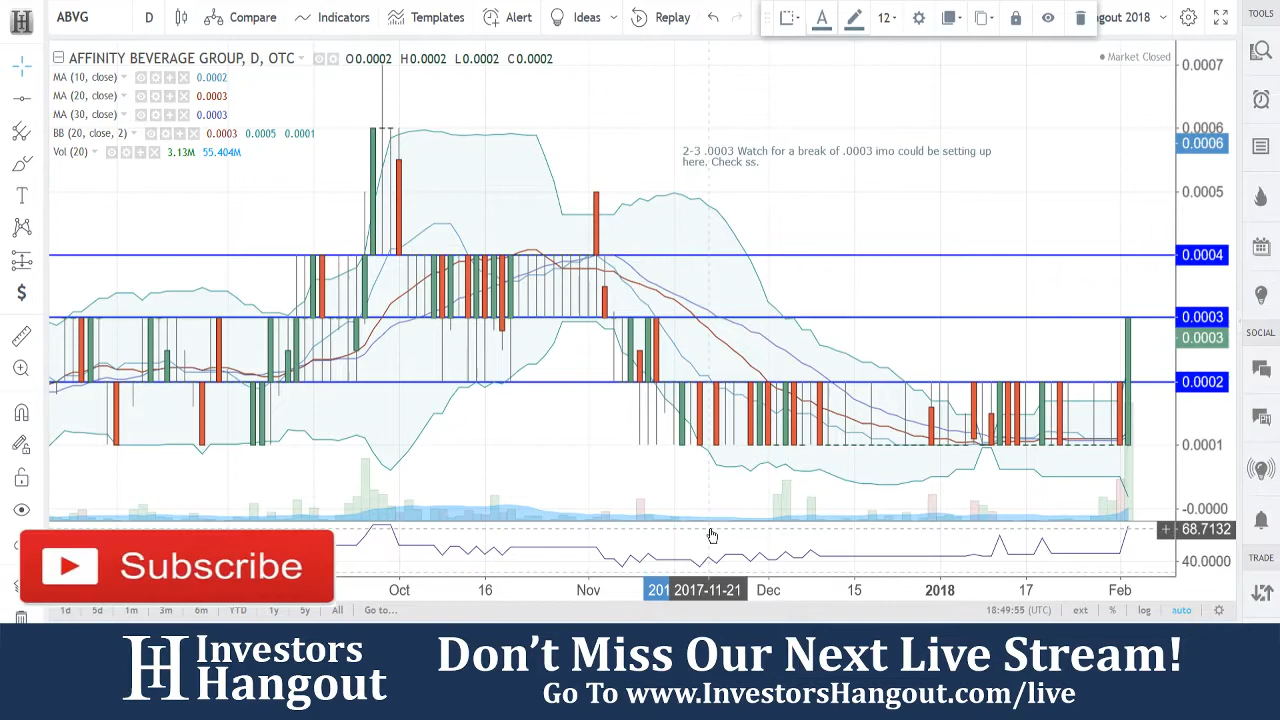 ABVG D Compare Indicators Templates Alert Ideas Replay 12 gout 2018
TOOLS
AFFINITY BEVERAGE GROUP, D, OTC O0.0002 H0.0002 L0.0002 C0.0002
Market Closed
MA (10, close) 0.0002
MA (20, close) 0.0003
MA (30, close) 0.0003
BB (20, close, 2) 0.0003 0.0005 0.0001
Vol (20) 3.13M 55.404M
2-3 .0003 Watch for a break of .0003 imo could be setting up
here. Check ss.
0.0007
0.0006
0.0006
0.0005
0.0004
0.0003
0.0003
0.0002
0.0001
-0.0000
68.7132
40.0000
SOCIAL
TRADE
Subscribe
Oct 16 Nov 201 2017-11-21 Dec 15 2018 17 Feb
1d 5d 1m 3m 6m YTD 1y 5y All Go to... 18:49:55 (UTC) ext % log auto
Investors
Hangout
Don't Miss Our Next Live Stream!
Go To www.InvestorsHangout.com/live